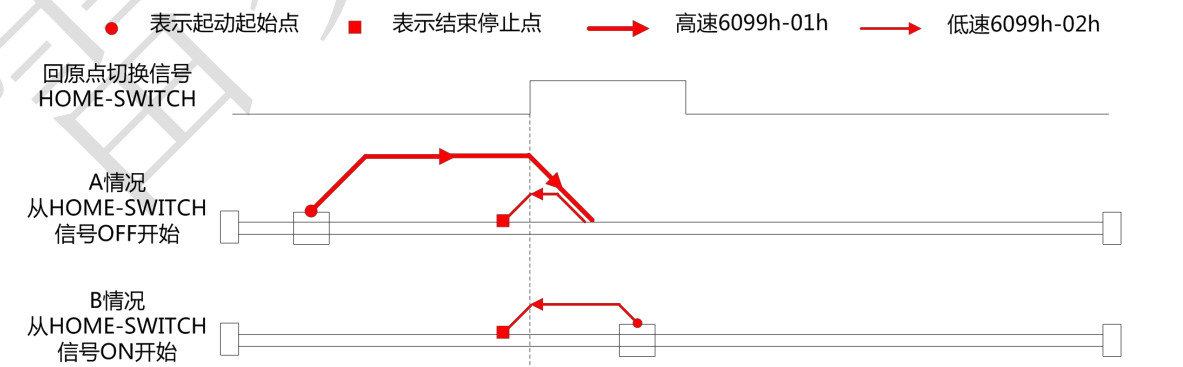 表示起动起始点 表示结束停止点 高速6099h-01h 低速6099h-02h
回原点切换信号
HOME-SWITCH
A情况
从HOME-SWITCH
信号OFF开始
B情况
从HOME-SWITCH
信号ON开始